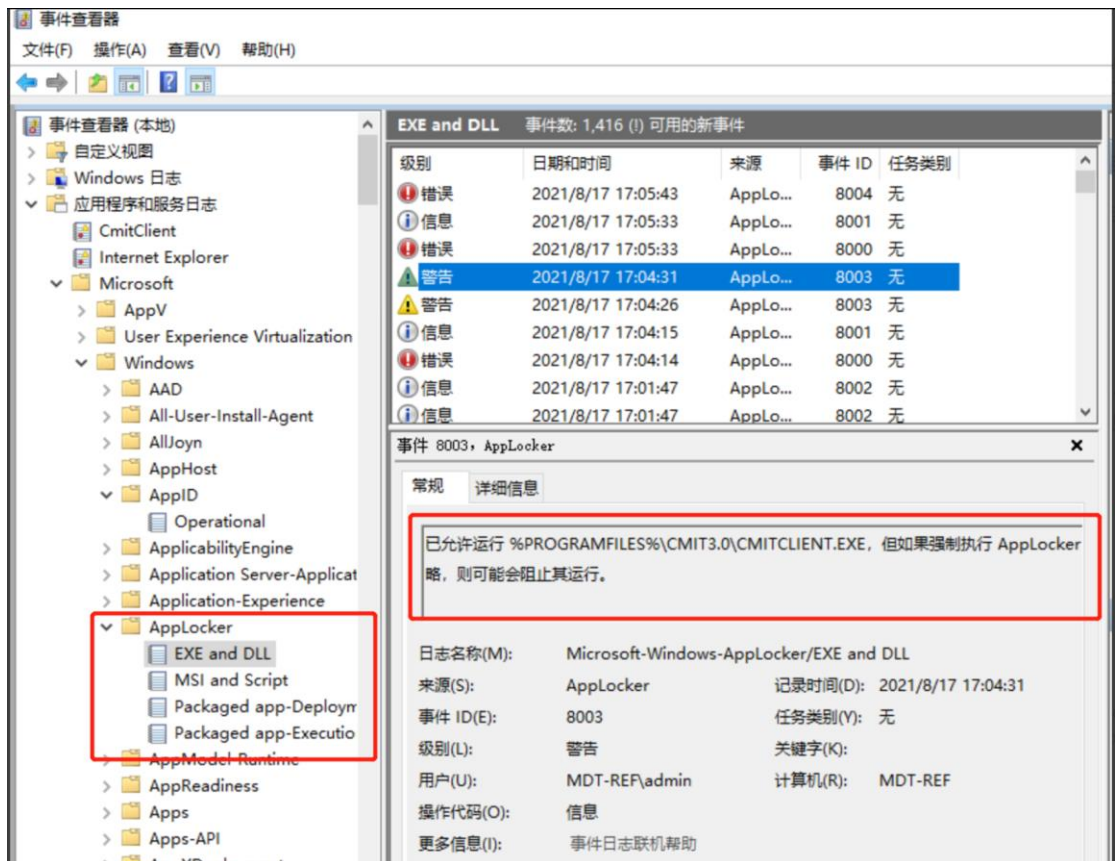 事件查看器
文件(F) 操作(A) 查看(V) 帮助(H)
事件查看器 (本地)
自定义视图
Windows 日志
应用程序和服务日志
CmitClient
Internet Explorer
Microsoft
AppV
User Experience Virtualization
Windows
AAD
All-User-Install-Agent
AllJoyn
AppHost
AppID
Operational
ApplicabilityEngine
Application Server-Applicat
Application-Experience
AppLocker
EXE and DLL
MSI and Script
Packaged app-Deploym
Packaged app-Executio
AppModel-Runtime
AppReadiness
Apps
Apps-API
EXE and DLL 事件数: 1,416 (!) 可用的新事件
级别 日期和时间 来源 事件 ID 任务类别
错误 2021/8/17 17:05:43 AppLo... 8004 无
信息 2021/8/17 17:05:33 AppLo... 8001 无
错误 2021/8/17 17:05:33 AppLo... 8000 无
警告 2021/8/17 17:04:31 AppLo... 8003 无
警告 2021/8/17 17:04:26 AppLo... 8003 无
信息 2021/8/17 17:04:15 AppLo... 8001 无
错误 2021/8/17 17:04:14 AppLo... 8000 无
信息 2021/8/17 17:01:47 AppLo... 8002 无
信息 2021/8/17 17:01:47 AppLo... 8002 无
事件 8003，AppLocker
常规 详细信息
已允许运行 %PROGRAMFILES%\CMIT3.0\CMITCLIENT.EXE，但如果强制执行 AppLocker
略，则可能会阻止其运行。
日志名称(M): Microsoft-Windows-AppLocker/EXE and DLL
来源(S): AppLocker 记录时间(D): 2021/8/17 17:04:31
事件 ID(E): 8003 任务类别(Y): 无
级别(L): 警告 关键字(K):
用户(U): MDT-REF\admin 计算机(R): MDT-REF
操作代码(O): 信息
更多信息(I): 事件日志联机帮助